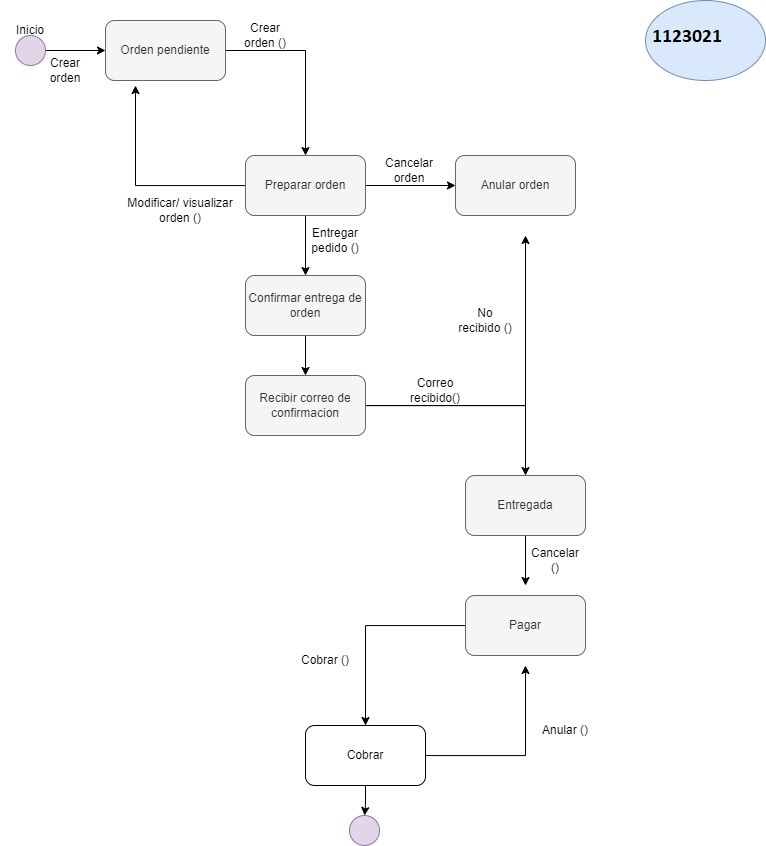 Inicio
1123021
Crear
orden
Orden pendiente
Crear
orden ()
Preparar orden
Cancelar
orden
Anular orden
Modificar/ visualizar
orden ()
Entregar
pedido ()
Confirmar entrega de
orden
No
recibido ()
Recibir correo de
confirmacion
Correo
recibido()
Entregada
Cancelar
()
Pagar
Cobrar ()
Anular ()
Cobrar